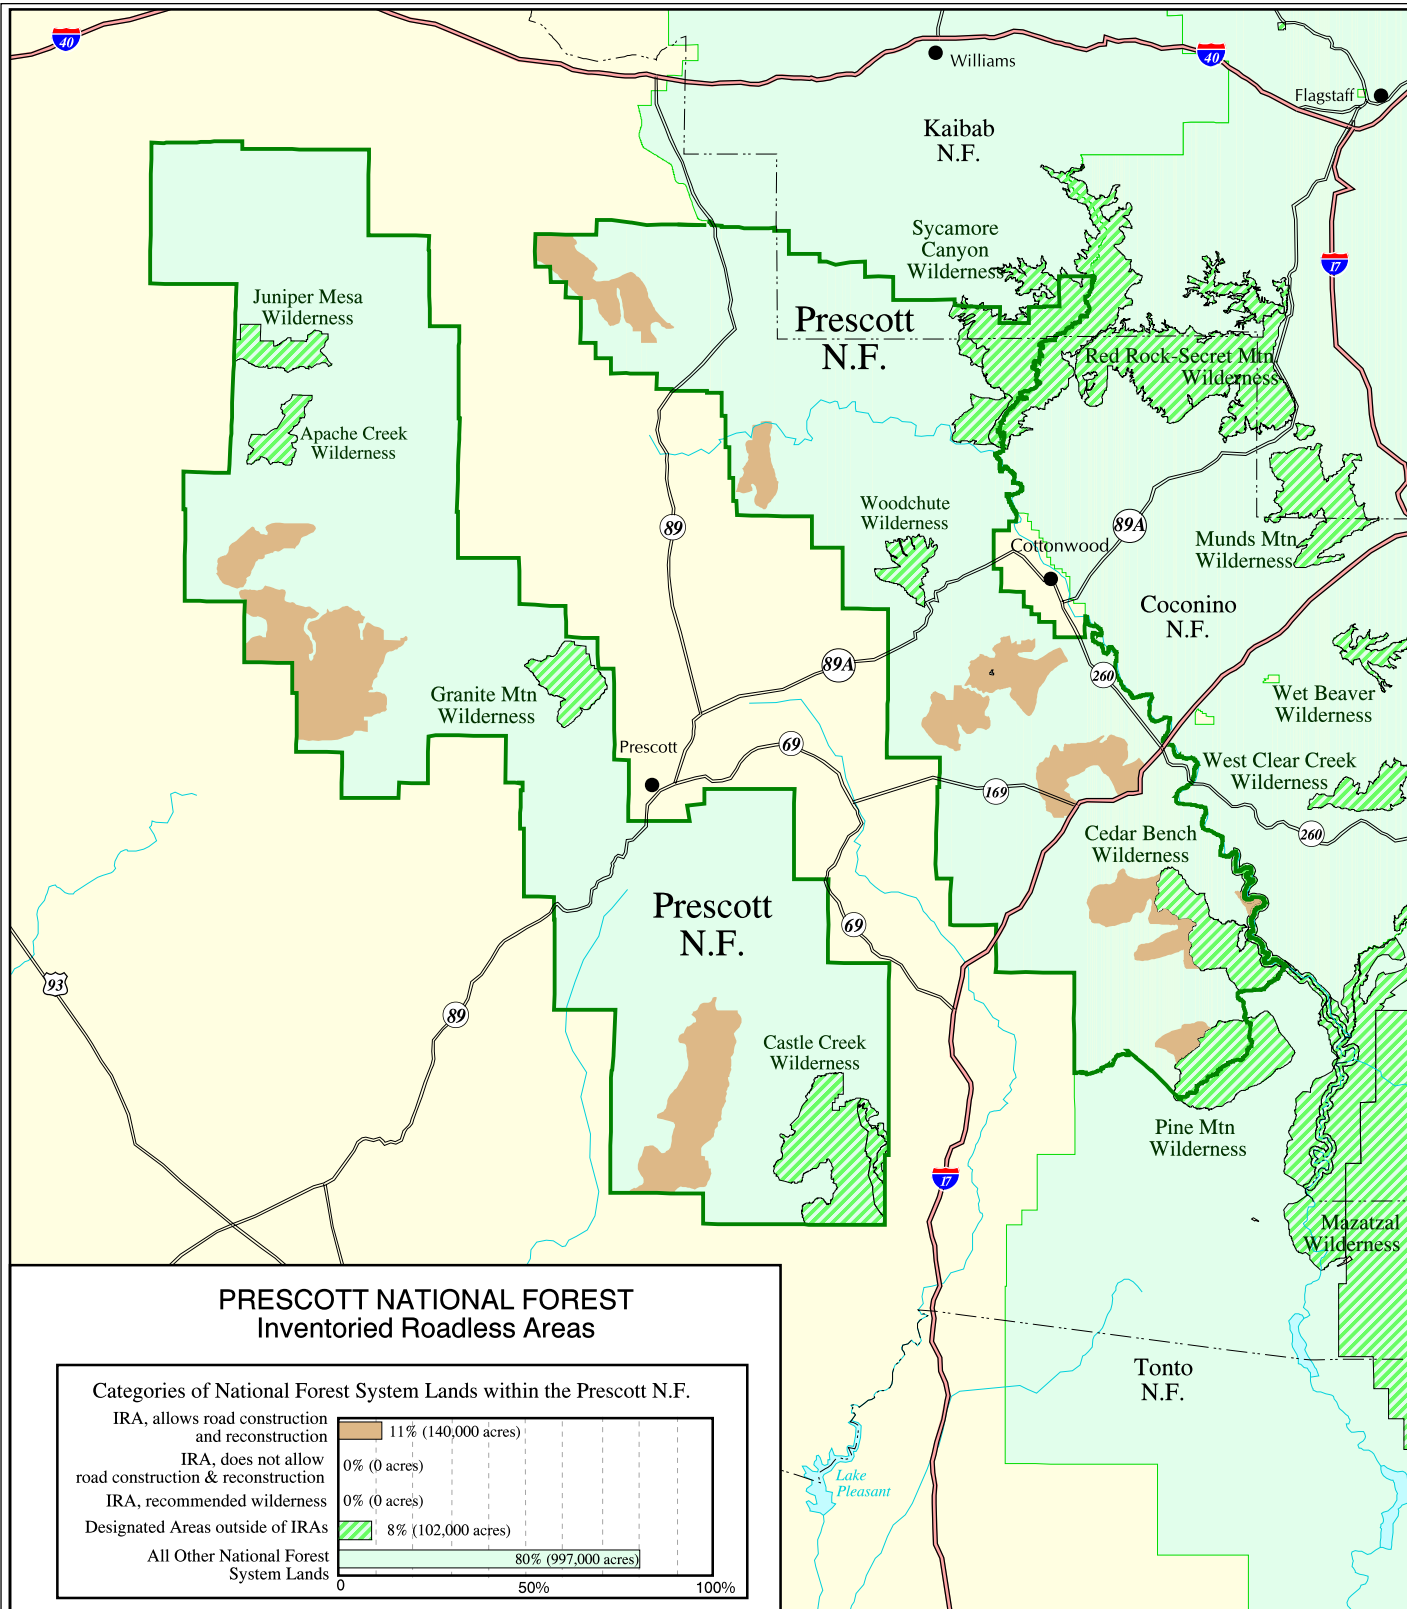 40
Williams
40
Flagstaff
Kaibab
N.F.
Sycamore
Canyon
Wilderness
17
Juniper Mesa
Wilderness
Prescott
N.F.
Red Rock-Secret Mtn
Wilderness
Apache Creek
Wilderness
Woodchute
Wilderness
89
89A
Cottonwood
Munds Mtn
Wilderness
Coconino
N.F.
89A
260
Granite Mtn
Wilderness
Wet Beaver
Wilderness
Prescott
69
West Clear Creek
Wilderness
169
260
Cedar Bench
Wilderness
Prescott
N.F.
69
93
89
Castle Creek
Wilderness
Pine Mtn
Wilderness
17
Mazatzal
Wilderness
Tonto
N.F.
Lake
Pleasant
PRESCOTT NATIONAL FOREST
Inventoried Roadless Areas
Categories of National Forest System Lands within the Prescott N.F.
IRA, allows road construction
and reconstruction
11% (140,000 acres)
IRA, does not allow
road construction & reconstruction
0% (0 acres)
IRA, recommended wilderness
0% (0 acres)
Designated Areas outside of IRAs
8% (102,000 acres)
All Other National Forest
System Lands
80% (997,000 acres)
0
50%
100%